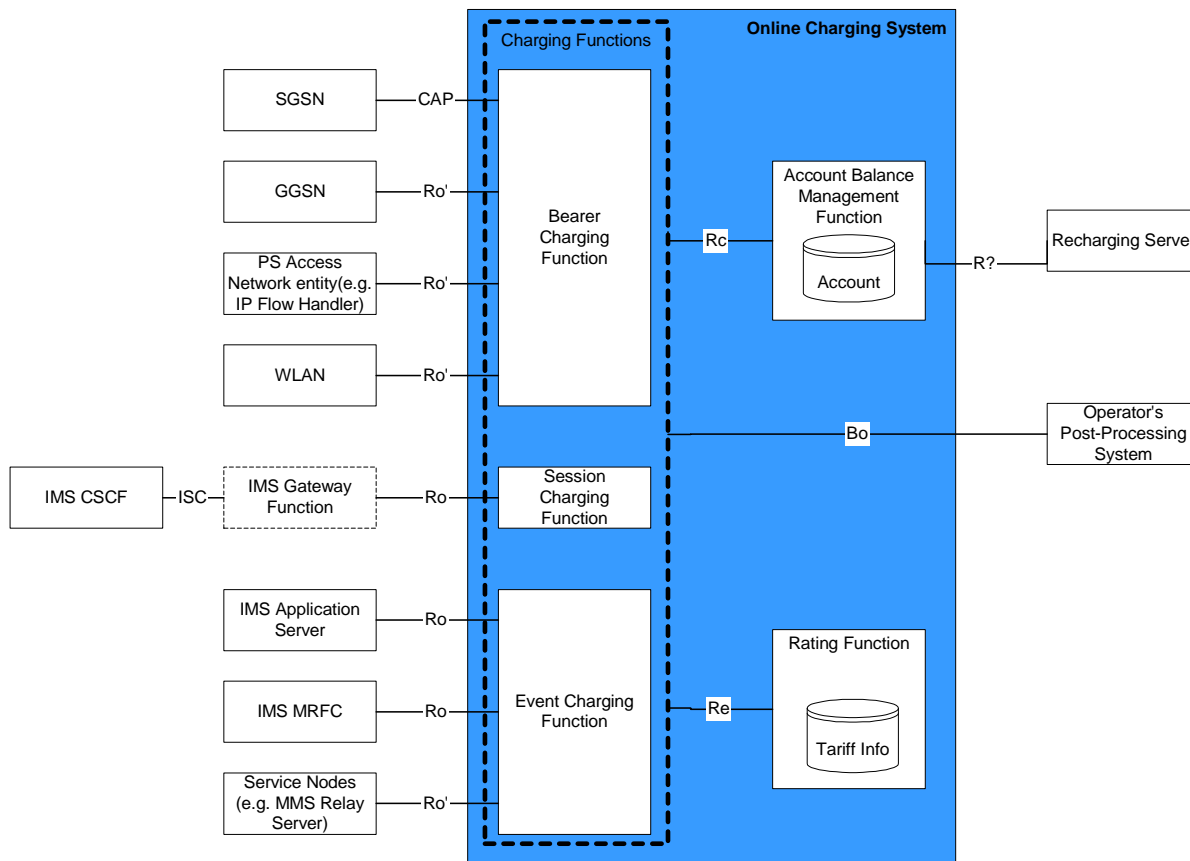 Online Charging System
Charging Functions
SGSN
CAP
GGSN
Ro'
PS Access
Network entity(e.g.
IP Flow Handler)
Ro'
WLAN
Ro'
Bearer
Charging
Function
Rc
Account Balance
Management
Function
Account
R?
Recharging Server
Bo
Operator's
Post-Processing
System
IMS CSCF
ISC
IMS Gateway
Function
Ro
Session
Charging
Function
IMS Application
Server
Ro
IMS MRFC
Ro
Service Nodes
(e.g. MMS Relay
Server)
Ro'
Event Charging
Function
Re
Rating Function
Tariff Info